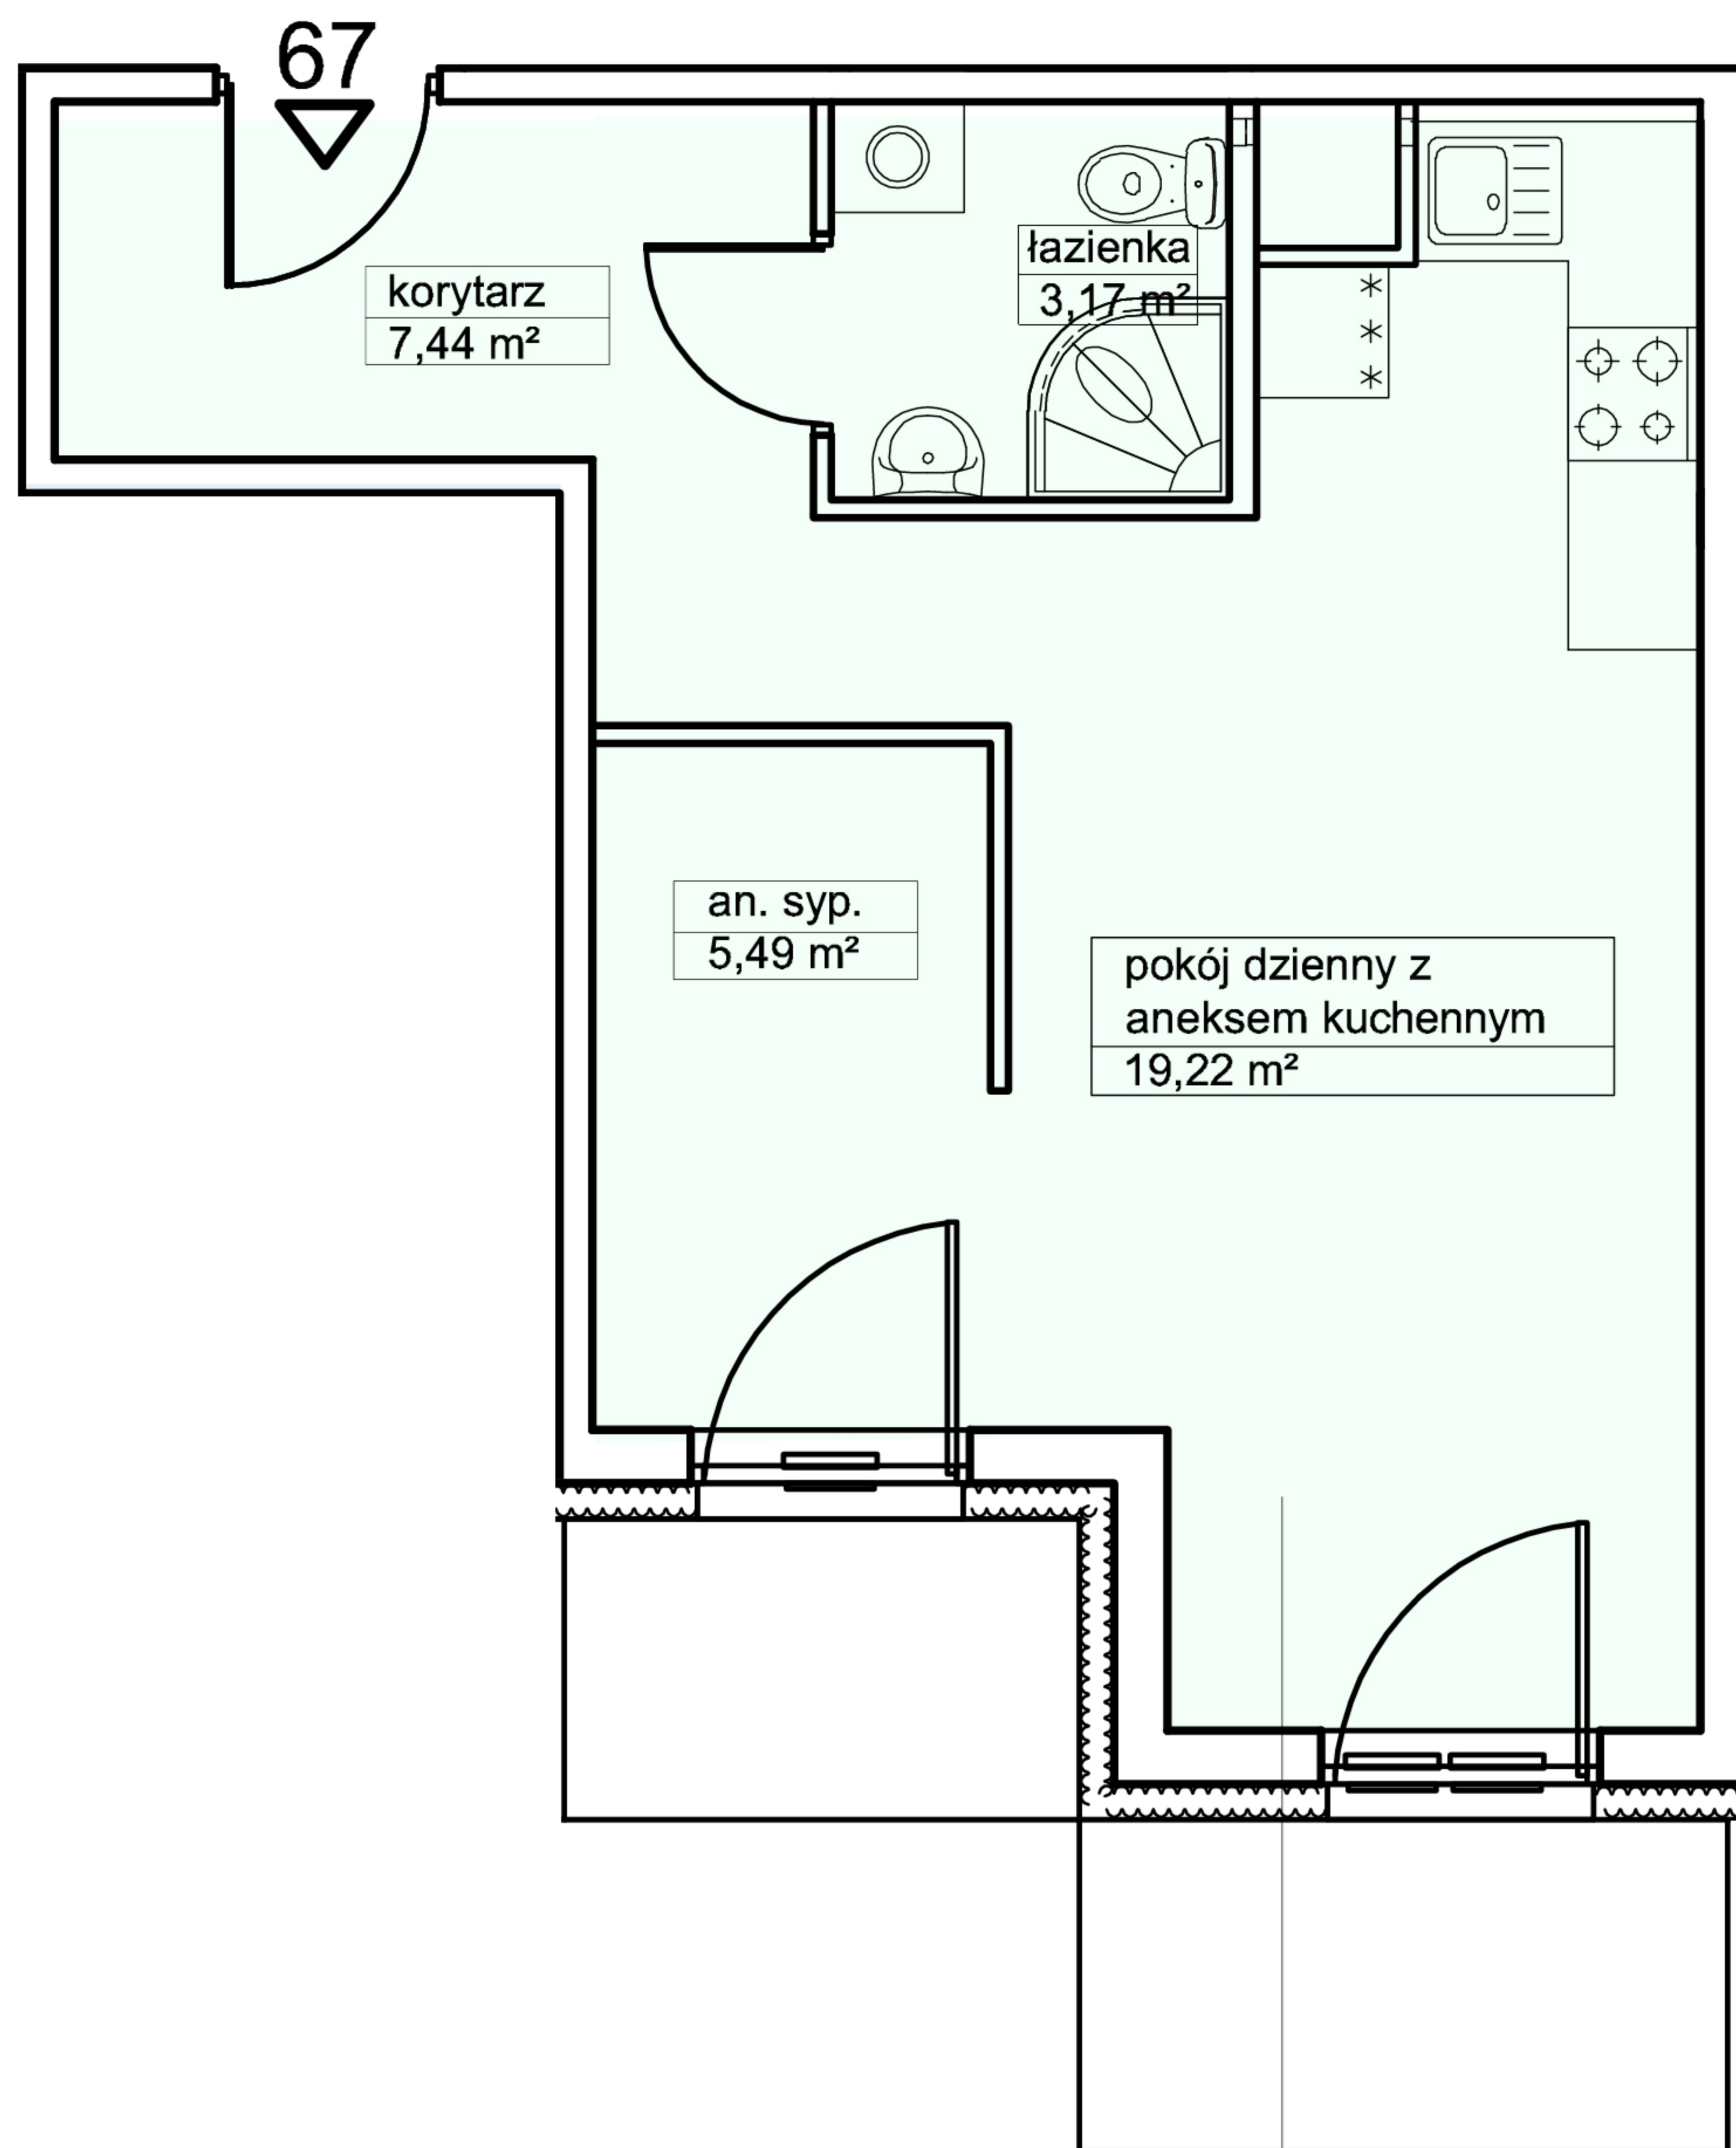 67
korytarz
7,44 m²
łazienka
3,17 m²
an. syp.
5,49 m²
pokój dzienny z
aneksem kuchennym
19,22 m²